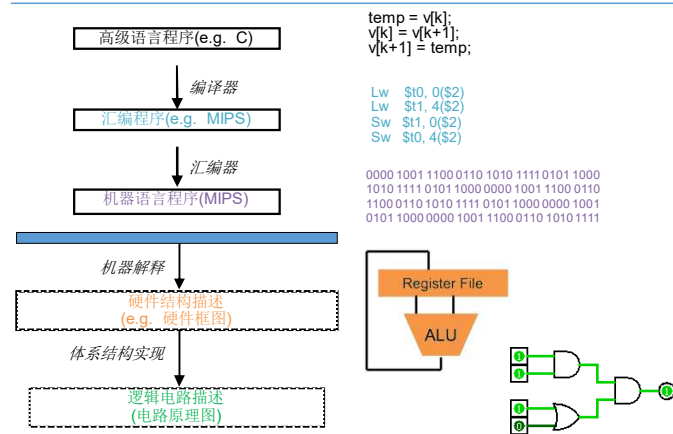 高级语言程序(e.g. C)
temp = v[k];
v[k] = v[k+1];
v[k+1] = temp;
编译器
汇编程序(e.g. MIPS)
Lw $t0, 0($2)
Lw $t1, 4($2)
Sw $t1, 0($2)
Sw $t0, 4($2)
汇编器
机器语言程序(MIPS)
0000 1001 1100 0110 1010 1111 0101 1000
1010 1111 0101 1000 0000 1001 1100 0110
1100 0110 1010 1111 0101 1000 0000 1001
0101 1000 0000 1001 1100 0110 1010 1111
机器解释
硬件结构描述
(e.g. 硬件框图)
Register File
ALU
体系结构实现
逻辑电路描述
(电路原理图)
1
1
1
0
1